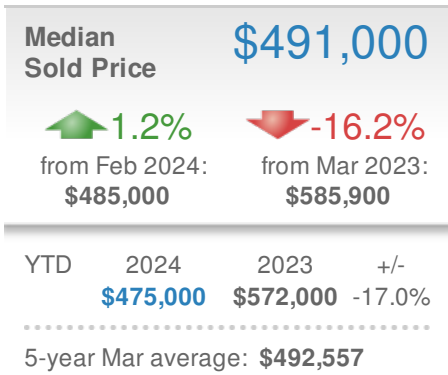 Median $491,000
Sold Price
1.2% -16.2%
from Feb 2024: from Mar 2023:
$485,000 $585,900
YTD 2024 2023 +/-
$475,000 $572,000 -17.0%
5-year Mar average: $492,557